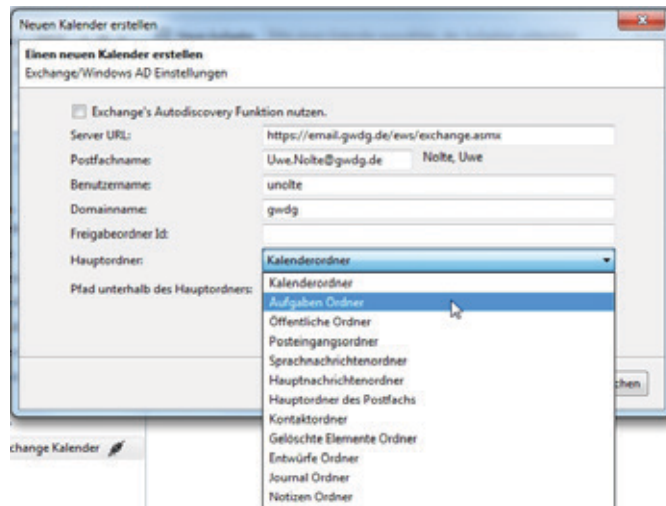 Neuen Kalender erstellen
Einen neuen Kalender erstellen
Exchange/Windows AD Einstellungen
Exchange's Autodiscovery Funktion nutzen.
Server URL: https://email.gwdg.de/ews/exchange.asmx
Postfachname: Uwe.Nolte@gwdg.de Nolte, Uwe
Benutzername: unolte
Domainname: gwdg
Freigabeordner Id:
Hauptordner: Kalenderordner
Kalenderordner
Pfad unterhalb des Hauptordners:
Aufgaben Ordner
Öffentliche Ordner
Posteingangsordner
Sprachnachrichtenordner
Hauptnachrichtenordner
chen
Hauptordner des Postfachs
Kontaktordner
Gelöschte Elemente Ordner
change Kalender
Entwürfe Ordner
Journal Ordner
Notizen Ordner